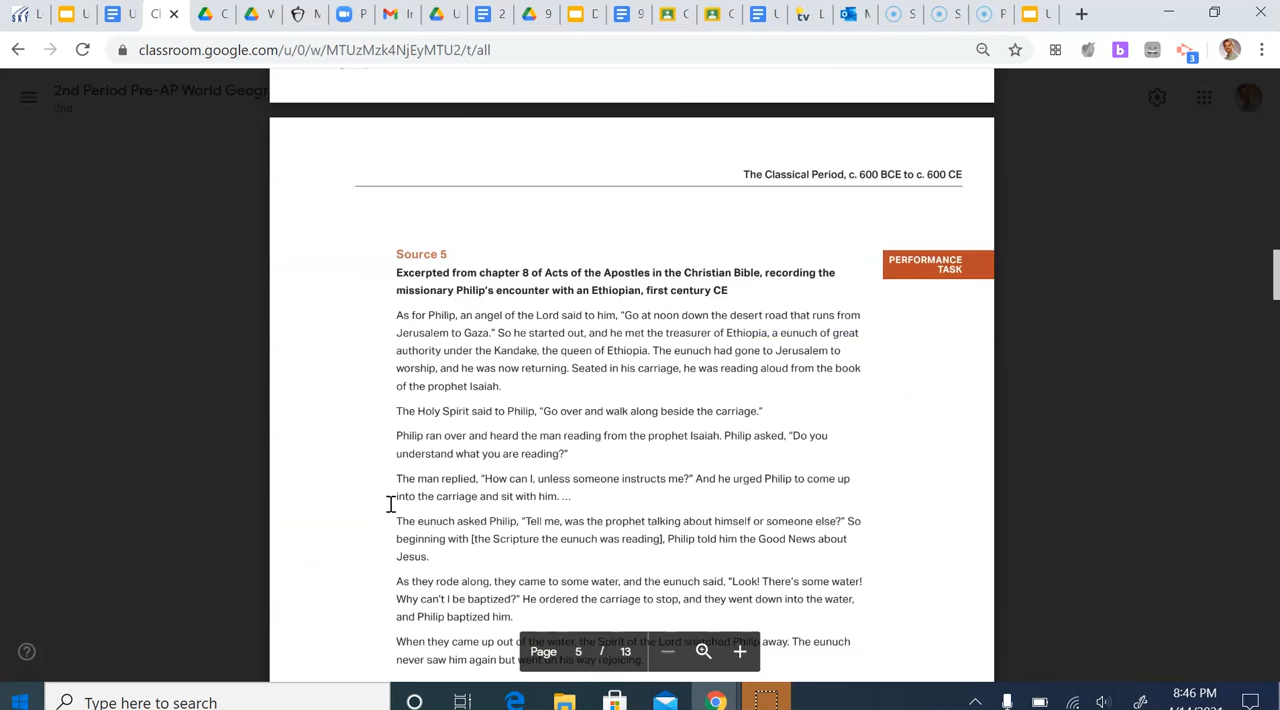 classroom.google.com/u/0/w/MTUzMzk4NjEyMTU2/t/all
3
2nd Period Pre-AP World Geogr
2nd
The Classical Period, c. 600 BCE to c. 600 CE
Source 5
PERFORMANCE
TASK
Excerpted from chapter 8 of Acts of the Apostles in the Christian Bible, recording the
missionary Philip's encounter with an Ethiopian, first century CE
As for Philip, an angel of the Lord said to him, “Go at noon down the desert road that runs from
Jerusalem to Gaza.” So he started out, and he met the treasurer of Ethiopia, a eunuch of great
authority under the Kandake, the queen of Ethiopia. The eunuch had gone to Jerusalem to
worship, and he was now returning. Seated in his carriage, he was reading aloud from the book
of the prophet Isaiah.
The Holy Spirit said to Philip, “Go over and walk along beside the carriage.”
Philip ran over and heard the man reading from the prophet Isaiah. Philip asked, “Do you
understand what you are reading?”
The man replied, “How can I, unless someone instructs me?” And he urged Philip to come up
into the carriage and sit with him. …
The eunuch asked Philip, “Tell me, was the prophet talking about himself or someone else?” So
beginning with [the Scripture the eunuch was reading], Philip told him the Good News about
Jesus.
As they rode along, they came to some water, and the eunuch said, “Look! There's some water!
Why can't I be baptized?” He ordered the carriage to stop, and they went down into the water,
and Philip baptized him.
When they came up out of the water, the Spirit of the Lord snatched Philip away. The eunuch
never saw him again but went on his way rejoicing.
Page 5 / 13
Type here to search
8:46 PM